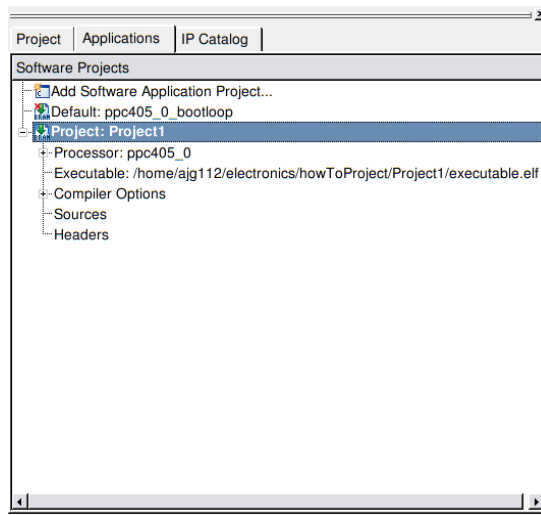 Project Applications IP Catalog
Software Projects
Add Software Application Project...
Default: ppc405_0_bootloop
Project: Project1
Processor: ppc405_0
Executable: /home/ajg112/electronics/howToProject/Project1/executable.elf
Compiler Options
Sources
Headers